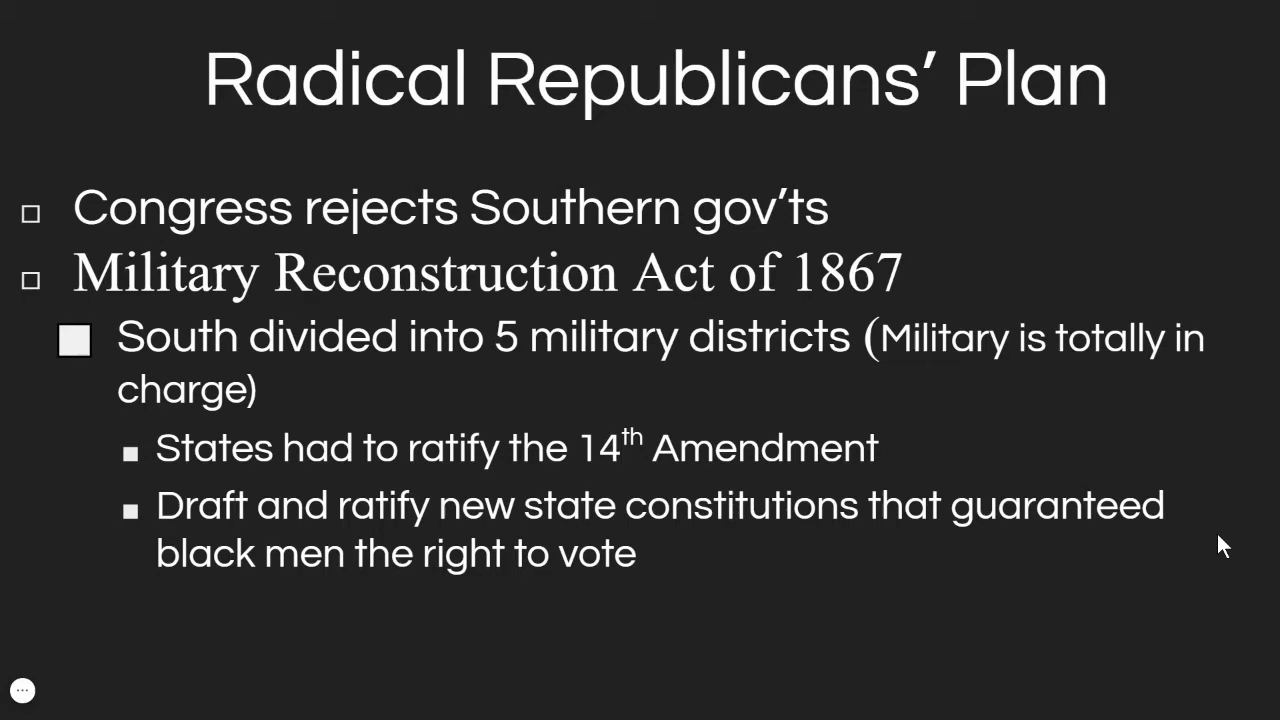 Radical Republicans’ Plan
Congress rejects Southern gov’ts
Military Reconstruction Act of 1867
South divided into 5 military districts (Military is totally in
charge)
States had to ratify the 14th Amendment
Draft and ratify new state constitutions that guaranteed
black men the right to vote